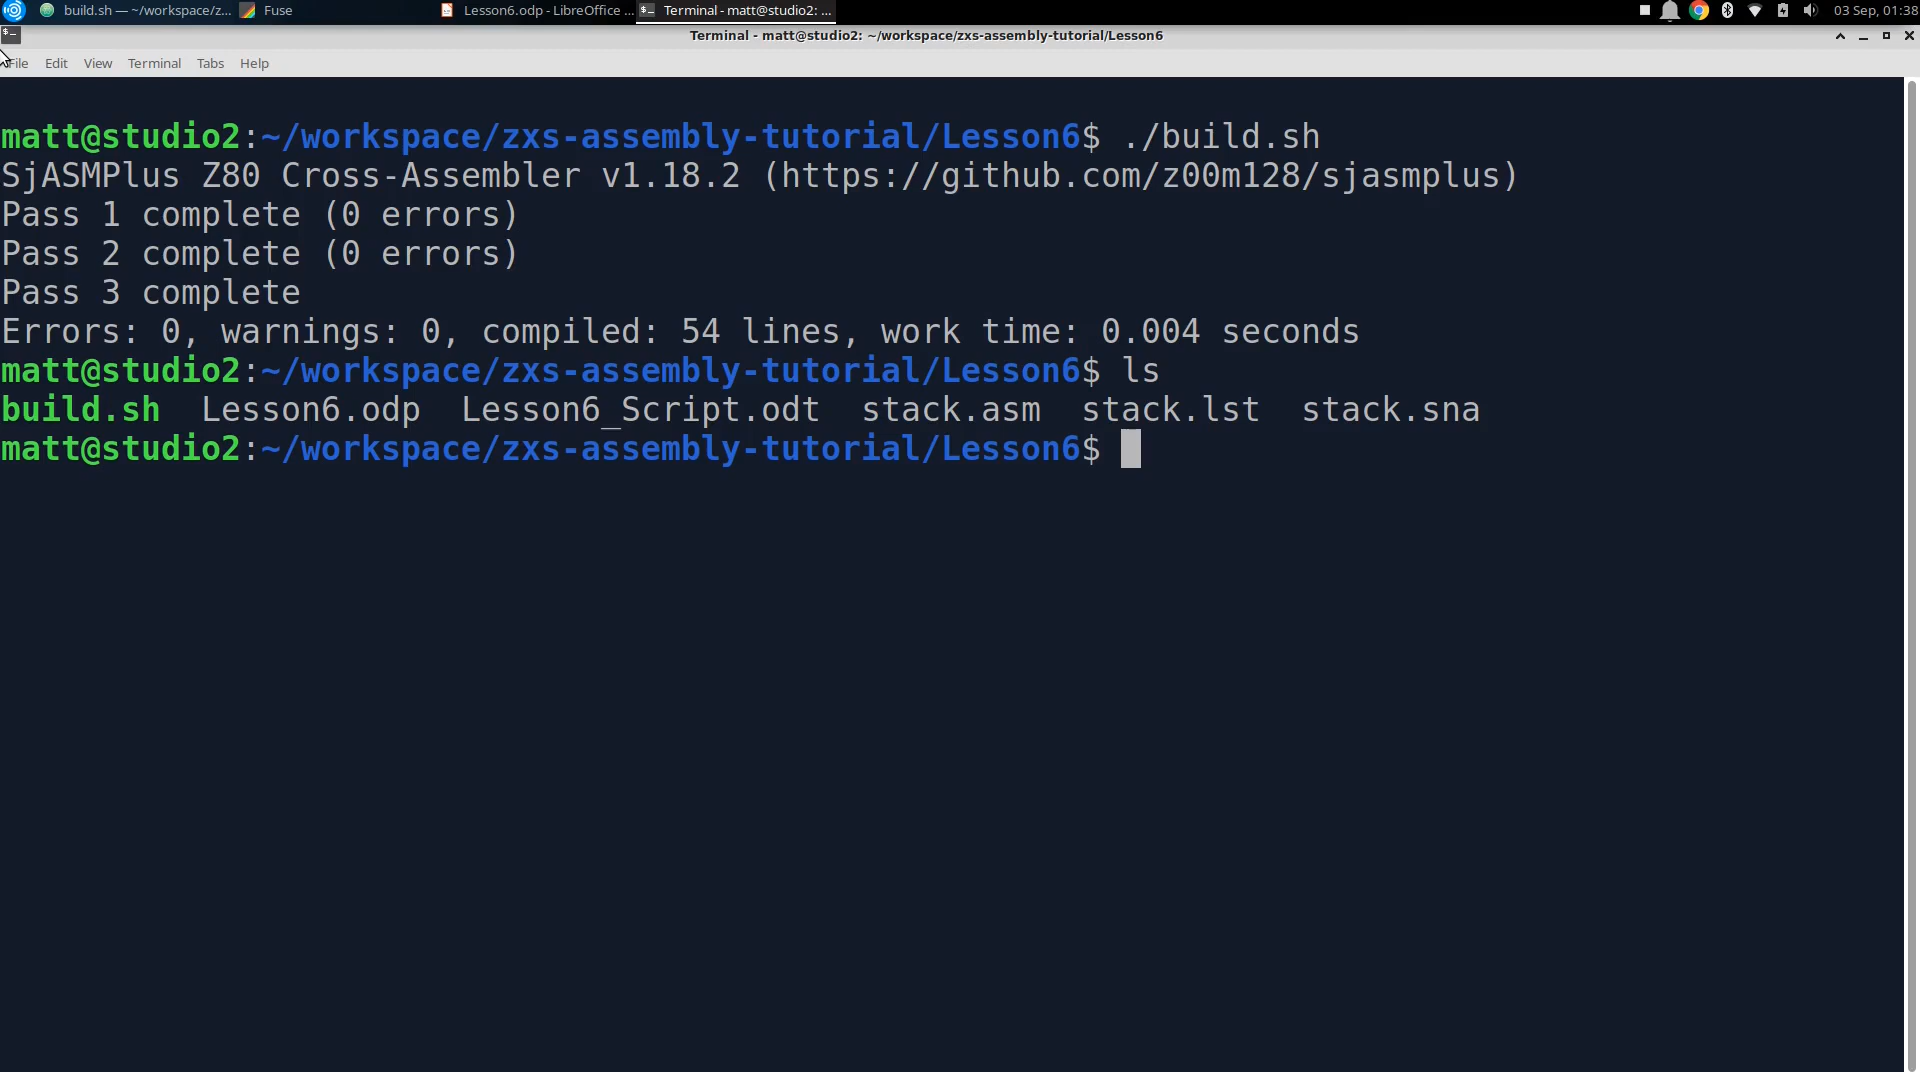 build.sh — ~/workspace/z... Fuse Lesson6.odp - LibreOffice ... Terminal - matt@studio2: ... 03 Sep, 01:38
Terminal - matt@studio2: ~/workspace/zxs-assembly-tutorial/Lesson6
File Edit View Terminal Tabs Help
matt@studio2:~/workspace/zxs-assembly-tutorial/Lesson6$ ./build.sh
SjASMPlus Z80 Cross-Assembler v1.18.2 (https://github.com/z00m128/sjasmplus)
Pass 1 complete (0 errors)
Pass 2 complete (0 errors)
Pass 3 complete
Errors: 0, warnings: 0, compiled: 54 lines, work time: 0.004 seconds
matt@studio2:~/workspace/zxs-assembly-tutorial/Lesson6$ ls
build.sh  Lesson6.odp  Lesson6_Script.odt  stack.asm  stack.lst  stack.sna
matt@studio2:~/workspace/zxs-assembly-tutorial/Lesson6$